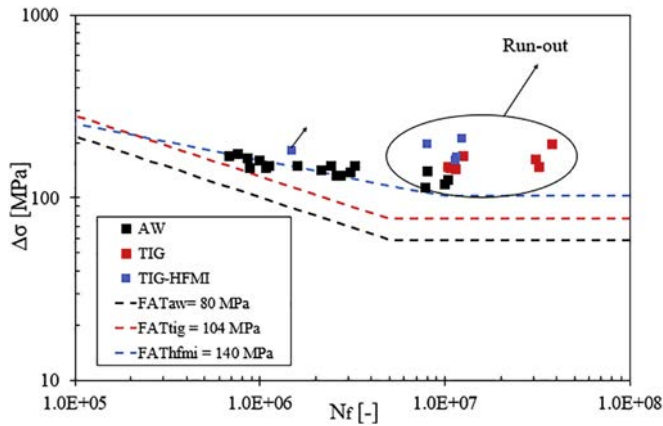 1000
Run-out
Δσ [MPa]
100
AW
TIG
TIG-HFMI
FATaw= 80 MPa
FATtig = 104 MPa
FAThfmi = 140 MPa
10
1.0E+05 1.0E+06 1.0E+07 1.0E+08
Nf [-]